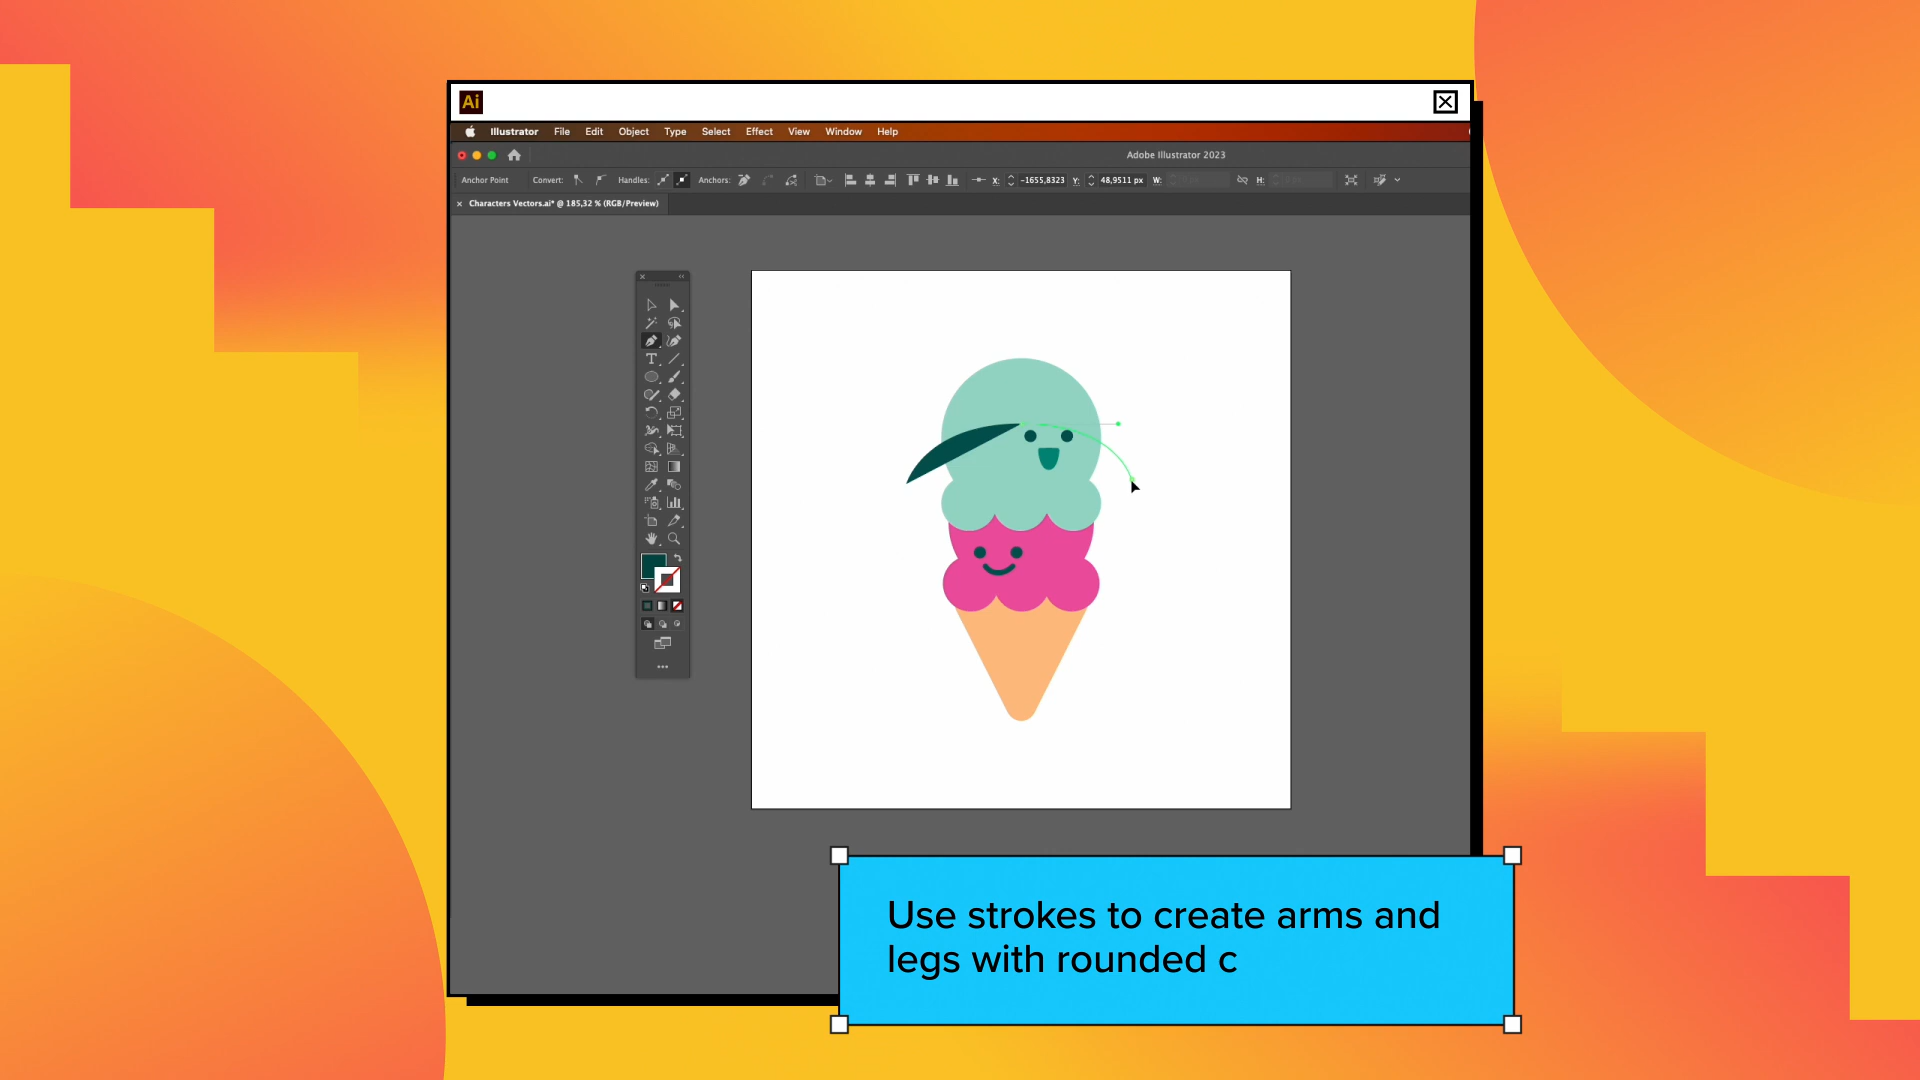 Ai
Illustrator File Edit Object Type Select Effect View Window Help
Adobe Illustrator 2023
Anchor Point Convert: Handles: Anchors: X: -1655,8323 Y: 48,9511 px W: H:
× Characters Vectors.ai* @ 185,32 % (RGB/Preview)
Use strokes to create arms and
legs with rounded c